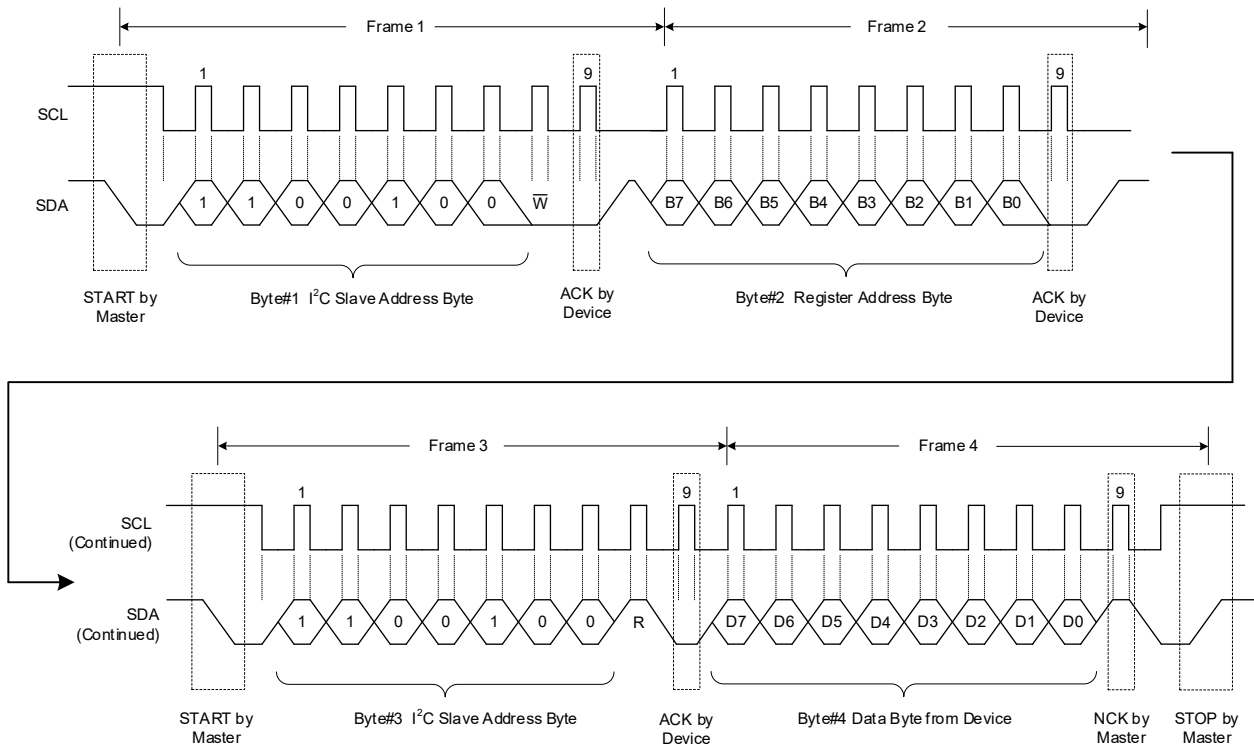 Frame 1 Frame 2
1 9 1 9
SCL
SDA 1 1 0 0 1 0 0 W̅ B7 B6 B5 B4 B3 B2 B1 B0
START by
Master
Byte#1 I²C Slave Address Byte
ACK by
Device
Byte#2 Register Address Byte
ACK by
Device
Frame 3 Frame 4
1 9 1 9
SCL
(Continued)
SDA
(Continued)
1 1 0 0 1 0 0 R D7 D6 D5 D4 D3 D2 D1 D0
START by
Master
Byte#3 I²C Slave Address Byte
ACK by
Device
Byte#4 Data Byte from Device
NCK by
Master
STOP by
Master